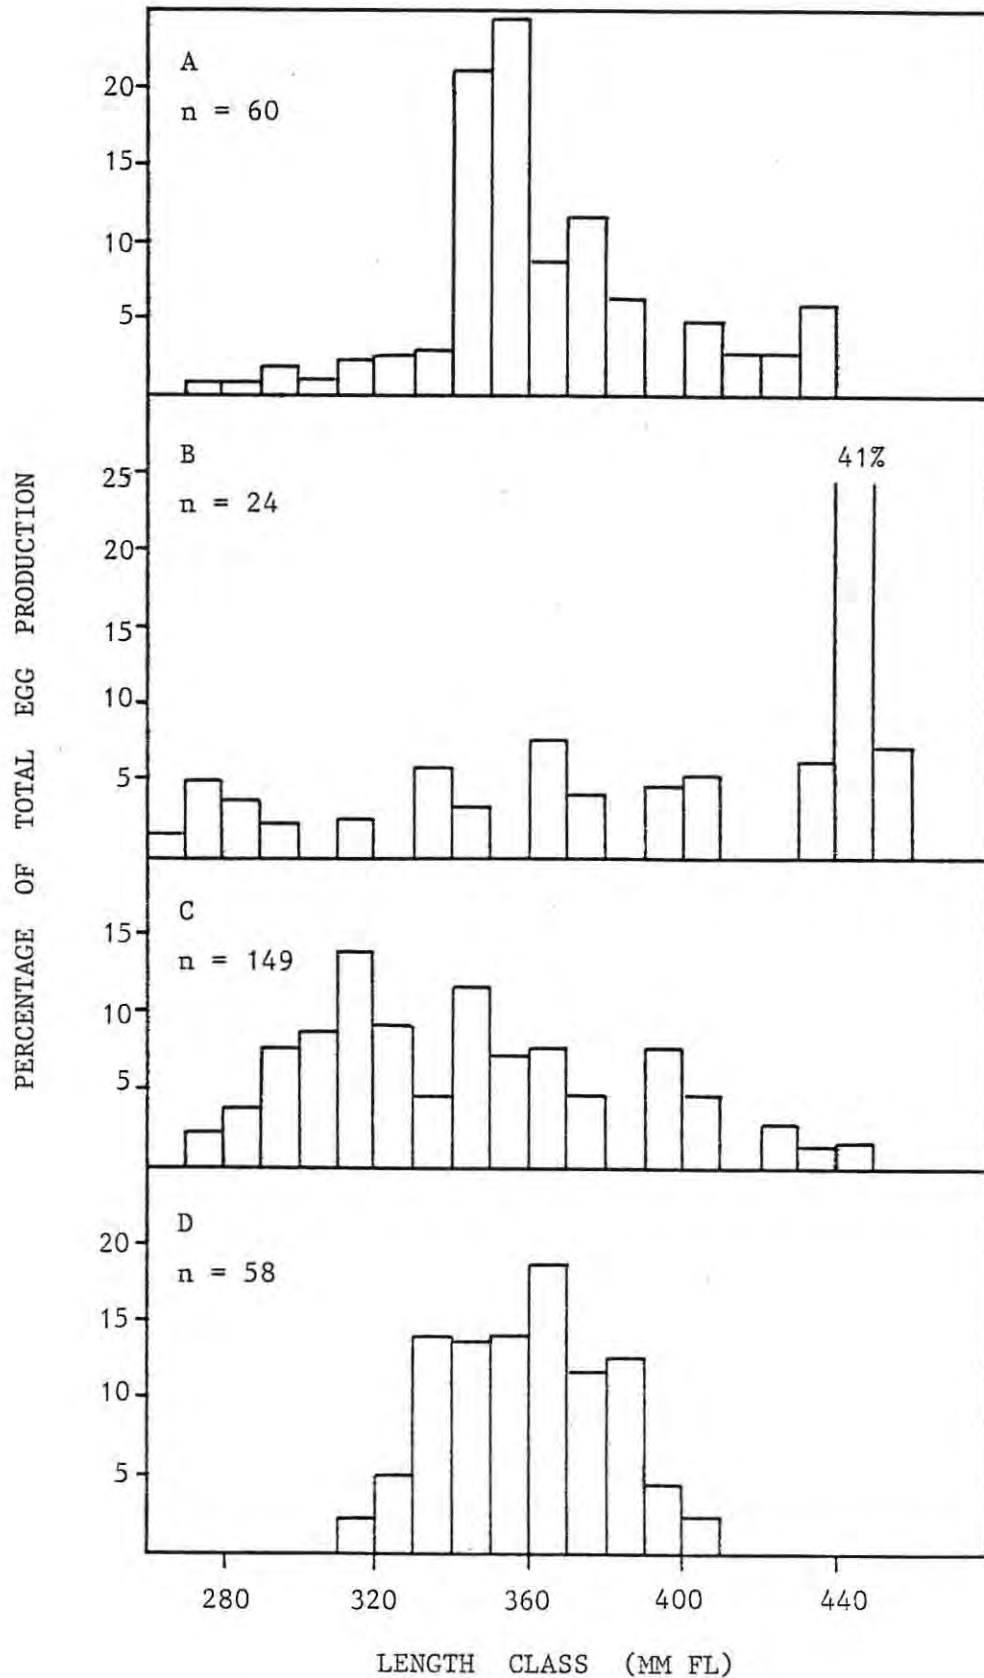 PERCENTAGE OF TOTAL EGG PRODUCTION
A
n = 60
20
15
10
5
B
n = 24
41%
25
20
15
10
5
C
n = 149
15
10
5
D
n = 58
20
15
10
5
280 320 360 400 440
LENGTH CLASS (MM FL)